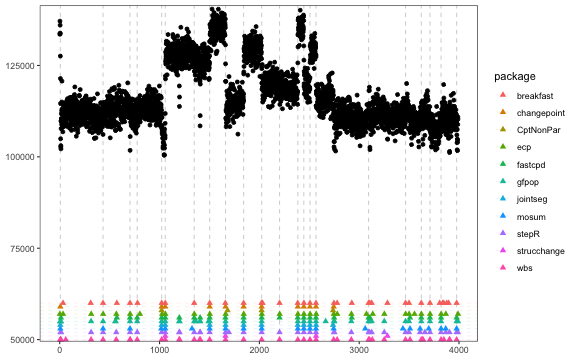 125000
100000
75000
50000
0
1000
2000
3000
4000
package
breakfast
changepoint
CptNonPar
ecp
fastcpd
gfpop
jointseg
mosum
stepR
strucchange
wbs